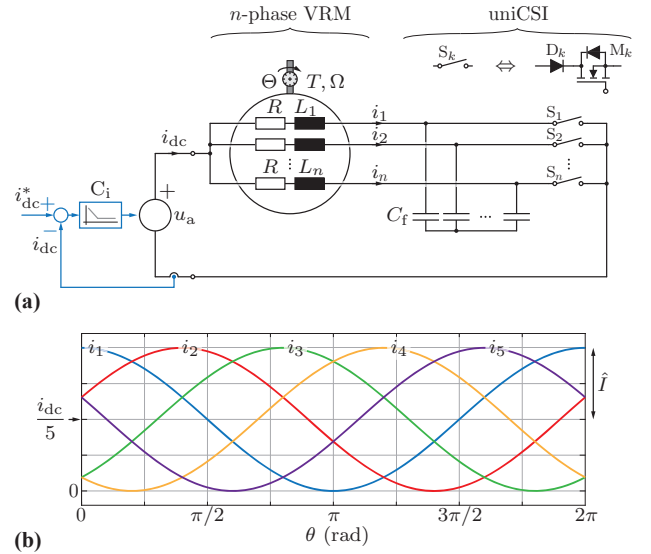 n-phase VRM
uniCSI
S_k ⇔ D_k M_k
Θ T, Ω
R L_1 i_1 S_1
i_dc i_2 S_2
R ⋮ L_n i_n ⋮ S_n
i*_dc + C_i + u_a
− i_dc
C_f ...
(a)
i_1 i_2 i_3 i_4 i_5
Î
i_dc/5
0
0 π/2 π 3π/2 2π
θ (rad)
(b)